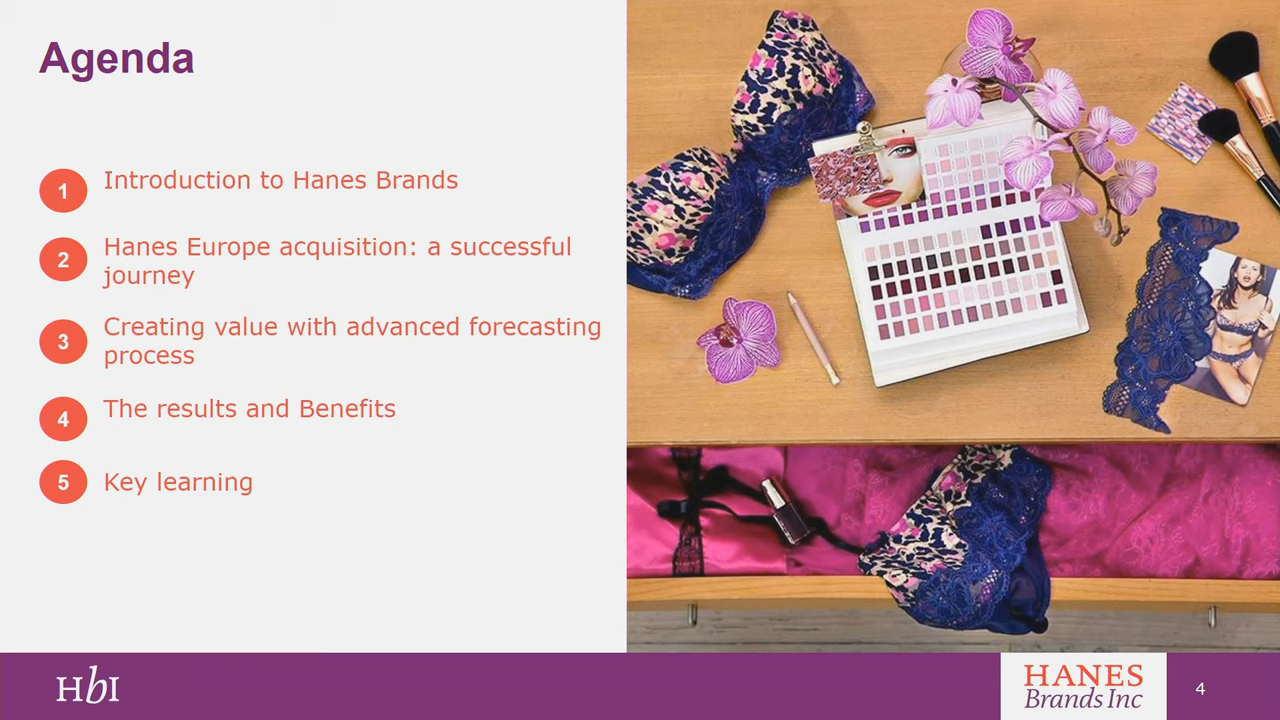 Agenda
1 Introduction to Hanes Brands
2 Hanes Europe acquisition: a successful
journey
3 Creating value with advanced forecasting
process
4 The results and Benefits
5 Key learning
HbI
HANES
Brands Inc
4